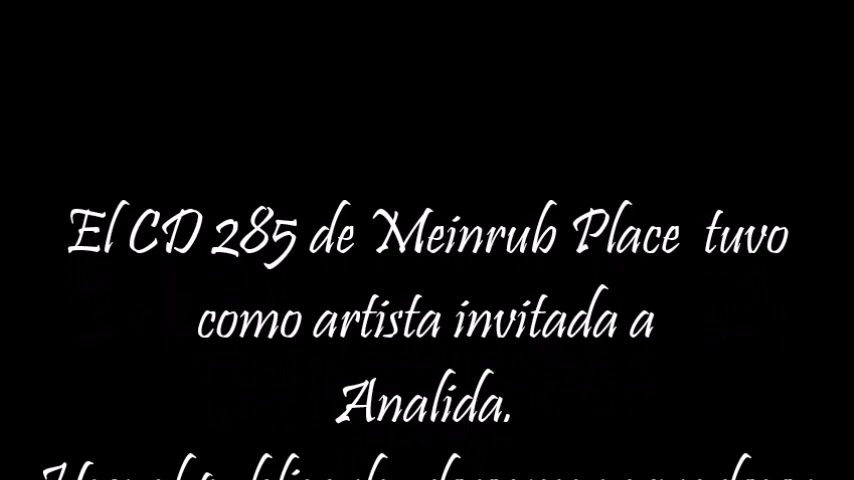 El CD 285 de Meinrub Place tuvo
como artista invitada a
Analida.